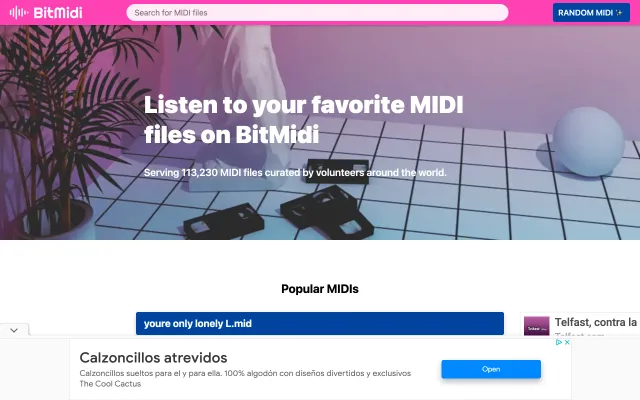 BitMidi
Search for MIDI files
RANDOM MIDI ✨
Listen to your favorite MIDI
files on BitMidi
Serving 113,230 MIDI files curated by volunteers around the world.
Popular MIDIs
youre only lonely L.mid
Telfast, contra la
Calzoncillos atrevidos
Calzoncillos sueltos para el y para ella. 100% algodón con diseños divertidos y exclusivos
The Cool Cactus
Open